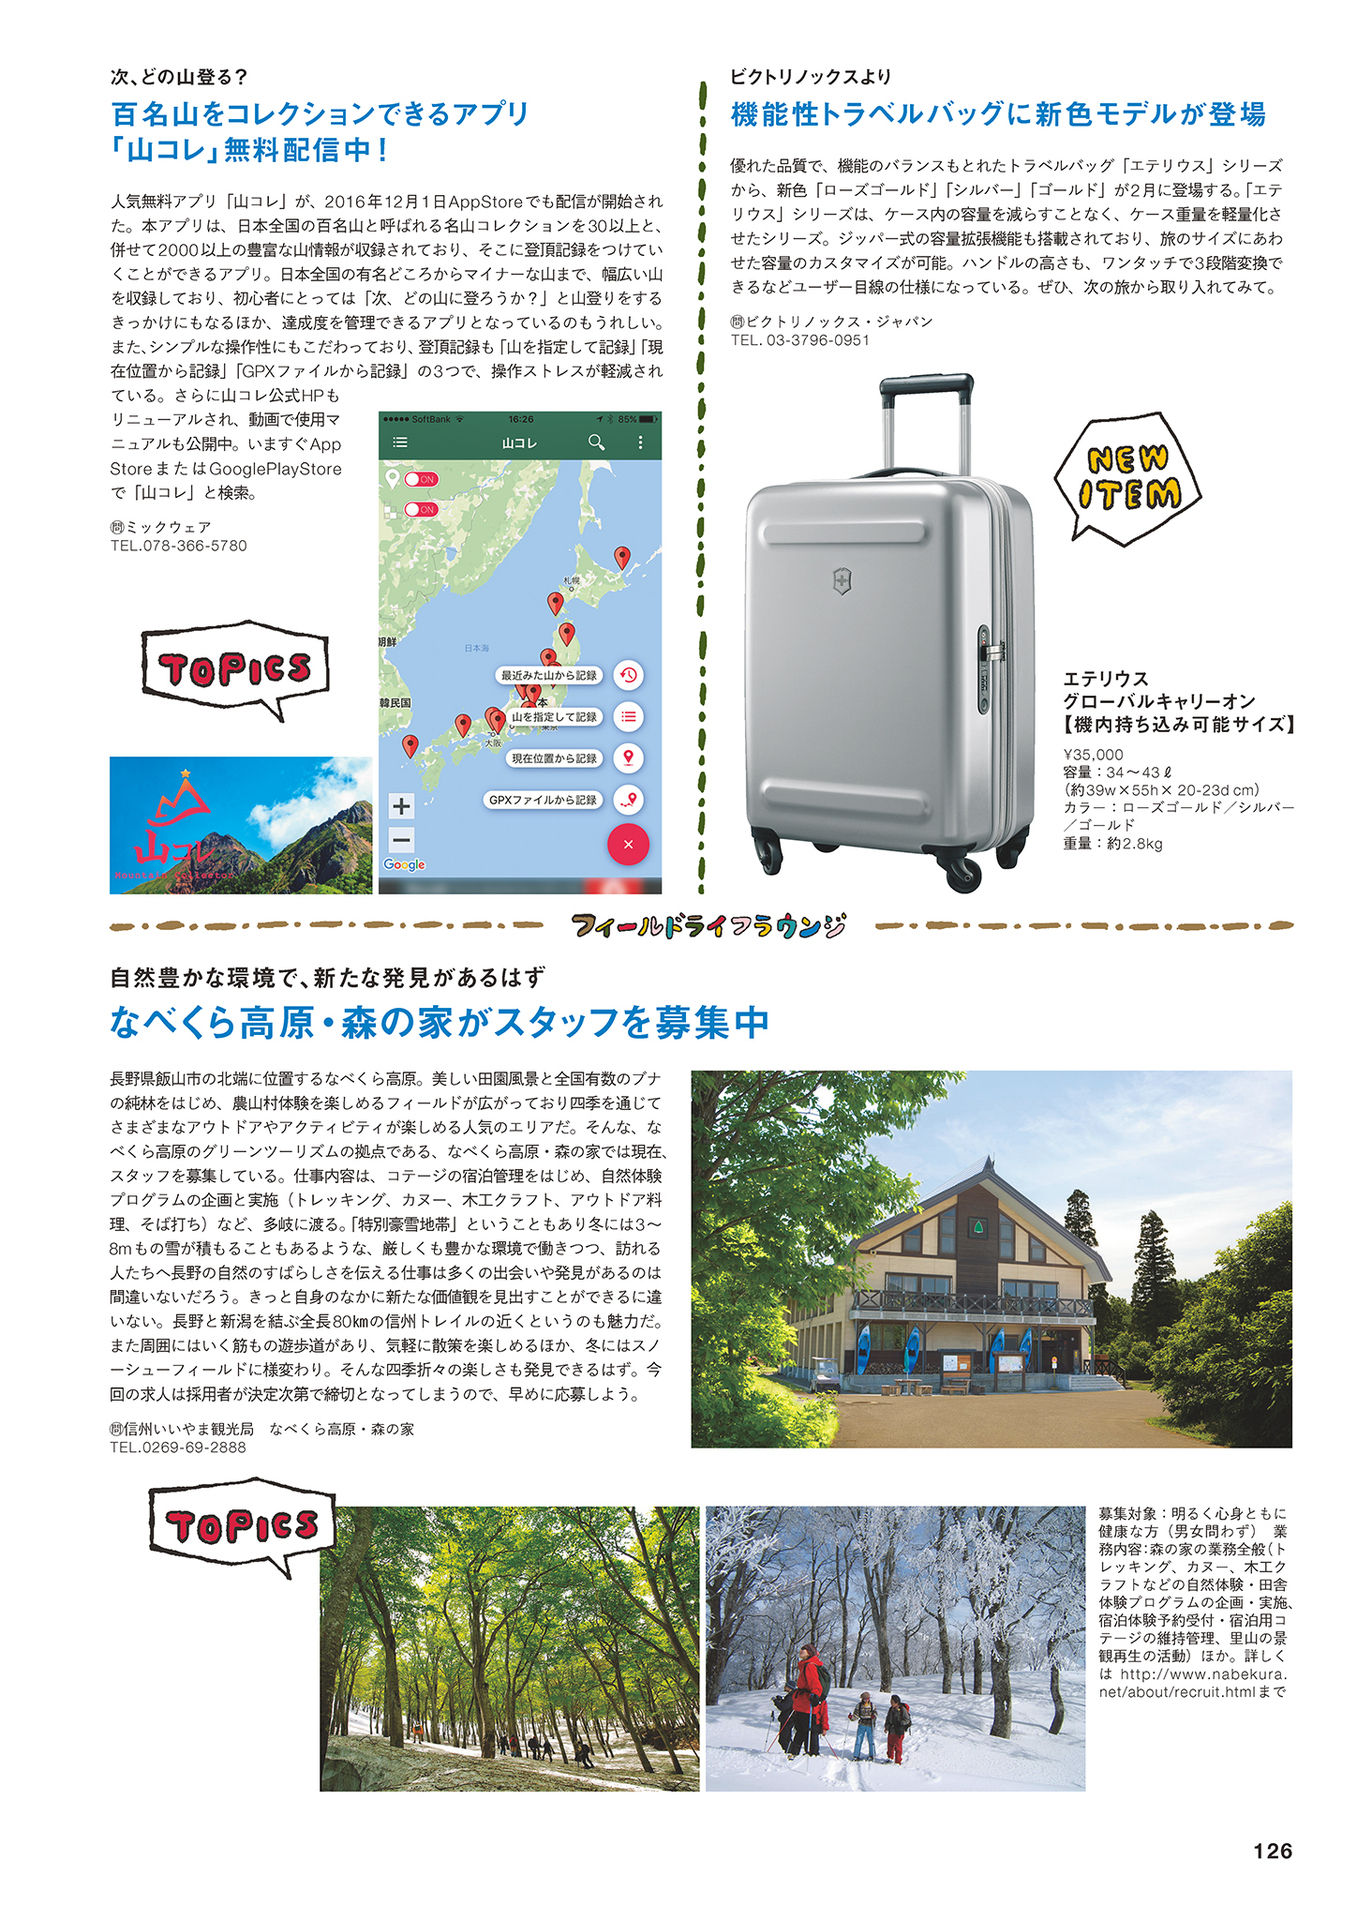 次、どの山登る？
百名山をコレクションできるアプリ
「山コレ」無料配信中！
人気無料アプリ「山コレ」が、2016年12月1日AppStoreでも配信が開始され
た。本アプリは、日本全国の百名山と呼ばれる名山コレクションを30以上と、
併せて2000以上の豊富な山情報が収録されており、そこに登頂記録をつけてい
くことができるアプリ。日本全国の有名どころからマイナーな山まで、幅広い山
を収録しており、初心者にとっては「次、どの山に登ろうか？」と山登りをする
きっかけにもなるほか、達成度を管理できるアプリとなっているのもうれしい。
また、シンプルな操作性にもこだわっており、登頂記録も「山を指定して記録」「現
在位置から記録」「GPXファイルから記録」の3つで、操作ストレスが軽減され
ている。さらに山コレ公式HPも
リニューアルされ、動画で使用マ
ニュアルも公開中。いますぐApp
StoreまたはGooglePlayStore
で「山コレ」と検索。
㉄ミックウェア
TEL.078-366-5780
TOPICS
山コレ
Mountain Collector
SoftBank 16:26 85%
山コレ
ON
ON
札幌
朝鮮
日本海
韓民国
本
東京
大阪
最近みた山から記録
山を指定して記録
現在位置から記録
GPXファイルから記録
Google
ビクトリノックスより
機能性トラベルバッグに新色モデルが登場
優れた品質で、機能のバランスもとれたトラベルバッグ「エテリウス」シリーズ
から、新色「ローズゴールド」「シルバー」「ゴールド」が2月に登場する。「エテ
リウス」シリーズは、ケース内の容量を減らすことなく、ケース重量を軽量化さ
せたシリーズ。ジッパー式の容量拡張機能も搭載されており、旅のサイズにあわ
せた容量のカスタマイズが可能。ハンドルの高さも、ワンタッチで3段階変換で
きるなどユーザー目線の仕様になっている。ぜひ、次の旅から取り入れてみて。
㉄ビクトリノックス・ジャパン
TEL. 03-3796-0951
NEW
ITEM
エテリウス
グローバルキャリーオン
【機内持ち込み可能サイズ】
¥35,000
容量：34〜43ℓ
（約39w×55h× 20-23d cm）
カラー：ローズゴールド／シルバー
／ゴールド
重量：約2.8kg
フィールドライフラウンジ
自然豊かな環境で、新たな発見があるはず
なべくら高原・森の家がスタッフを募集中
長野県飯山市の北端に位置するなべくら高原。美しい田園風景と全国有数のブナ
の純林をはじめ、農山村体験を楽しめるフィールドが広がっており四季を通じて
さまざまなアウトドアやアクティビティが楽しめる人気のエリアだ。そんな、な
べくら高原のグリーンツーリズムの拠点である、なべくら高原・森の家では現在、
スタッフを募集している。仕事内容は、コテージの宿泊管理をはじめ、自然体験
プログラムの企画と実施（トレッキング、カヌー、木工クラフト、アウトドア料
理、そば打ち）など、多岐に渡る。「特別豪雪地帯」ということもあり冬には3〜
8mもの雪が積もることもあるような、厳しくも豊かな環境で働きつつ、訪れる
人たちへ長野の自然のすばらしさを伝える仕事は多くの出会いや発見があるのは
間違いないだろう。きっと自身のなかに新たな価値観を見出すことができるに違
いない。長野と新潟を結ぶ全長80㎞の信州トレイルの近くというのも魅力だ。
また周囲にはいく筋もの遊歩道があり、気軽に散策を楽しめるほか、冬にはスノ
ーシューフィールドに様変わり。そんな四季折々の楽しさも発見できるはず。今
回の求人は採用者が決定次第で締切となってしまうので、早めに応募しよう。
㉄信州いいやま観光局　なべくら高原・森の家
TEL.0269-69-2888
TOPICS
募集対象：明るく心身ともに
健康な方（男女問わず）　業
務内容：森の家の業務全般（ト
レッキング、カヌー、木工ク
ラフトなどの自然体験・田舎
体験プログラムの企画・実施、
宿泊体験予約受付・宿泊用コ
テージの維持管理、里山の景
観再生の活動）ほか。詳しく
は http://www.nabekura.
net/about/recruit.htmlまで
126